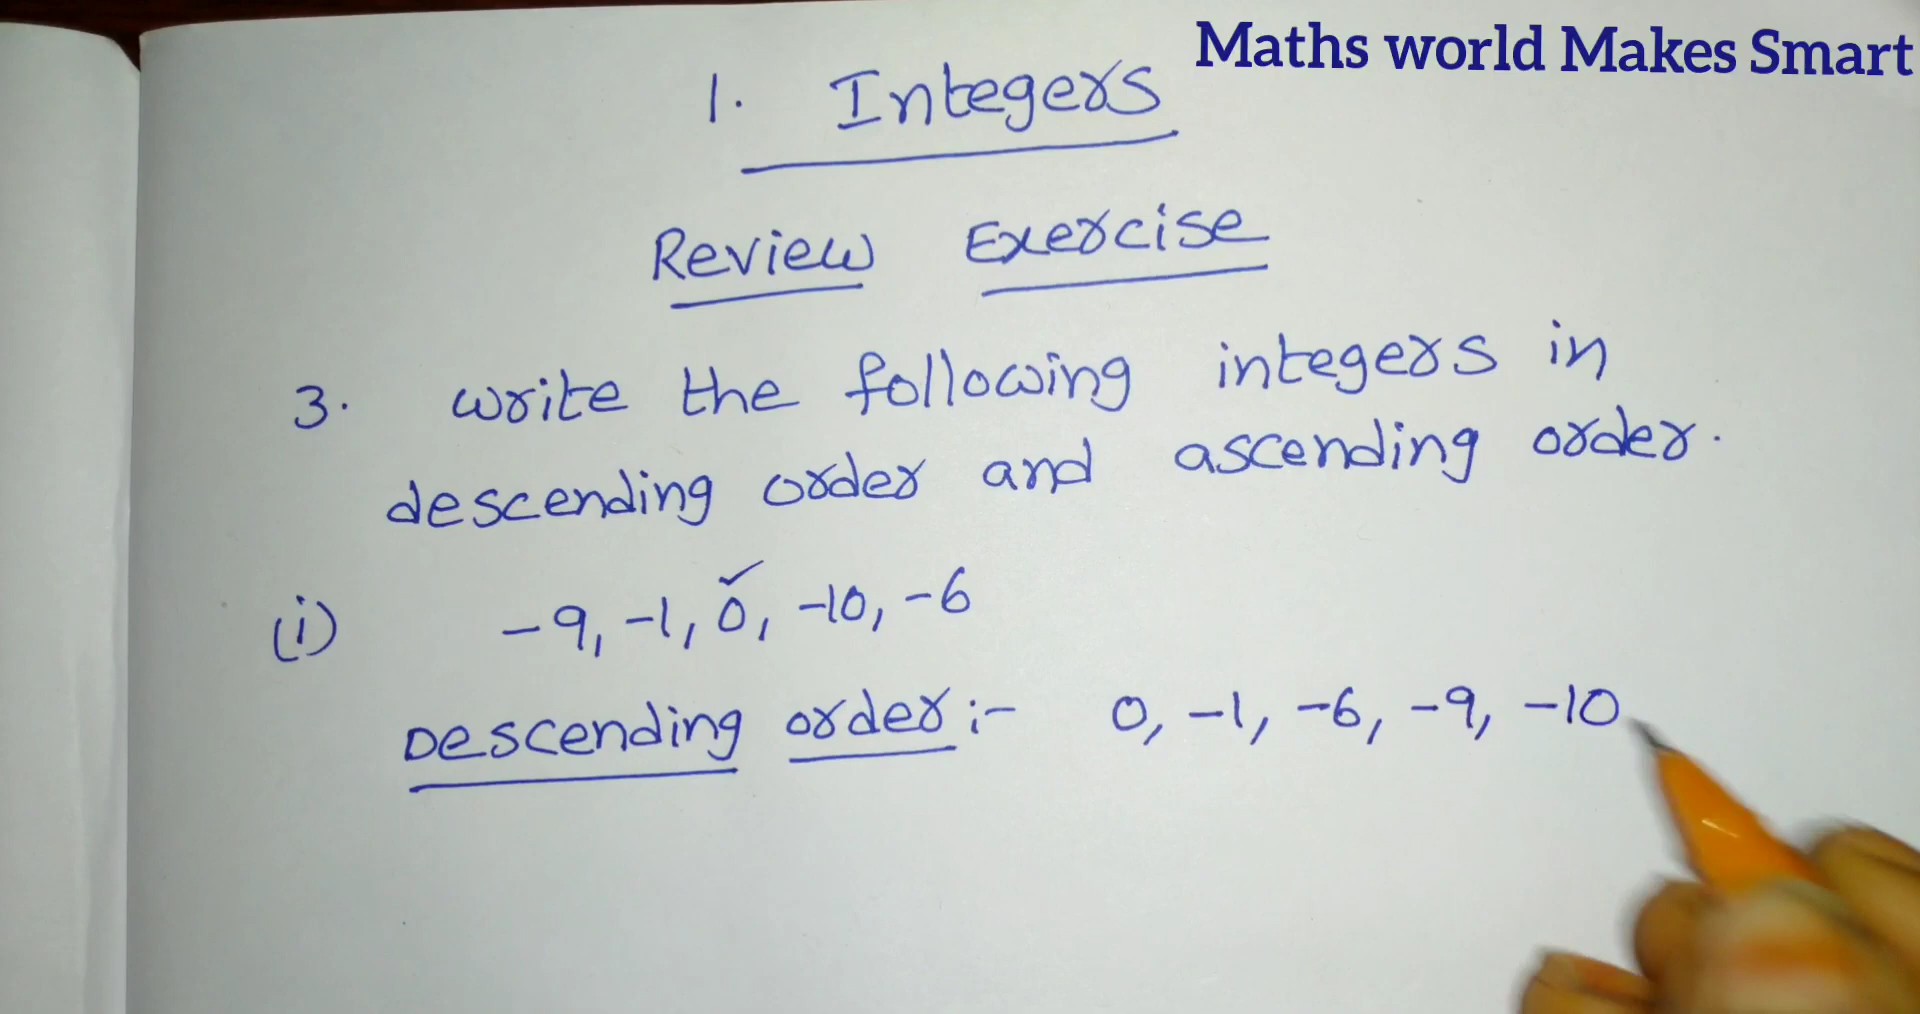 Maths world Makes Smart
1. Integers
Review Exercise
3. write the following integers in
descending order and ascending order.
(i) -9, -1, 0, -10, -6
Descending order :- 0, -1, -6, -9, -10